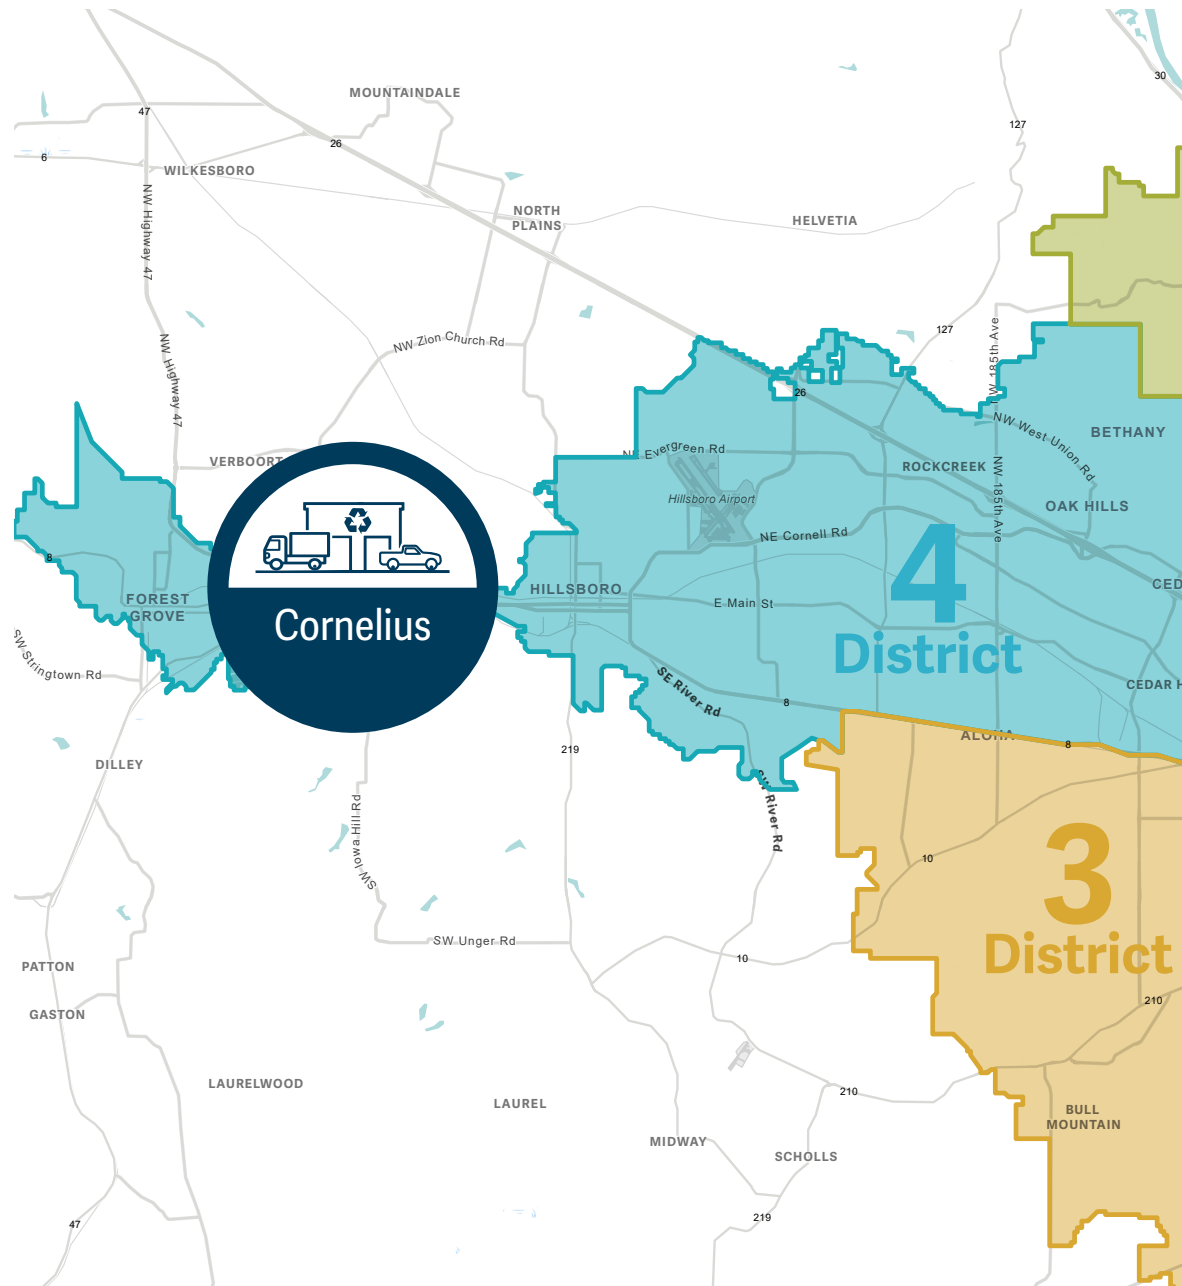 30
MOUNTAINDALE
47
127
26
6
WILKESBORO
NW Highway 47
NORTH
PLAINS
HELVETIA
127
NW Zion Church Rd
NW Highway 47
NW 185th Ave
26
NW West Union Rd
BETHANY
NE Evergreen Rd
VERBOORT
ROCKCREEK
Hillsboro Airport
NW 185th Ave
OAK HILLS
NE Cornell Rd
4
District
8
CED
HILLSBORO
FOREST
GROVE
E Main St
Cornelius
SW Stringtown Rd
SE River Rd
CEDAR H
8
ALOHA
8
219
DILLEY
SW River Rd
SW Iowa Hill Rd
10
3
District
SW Unger Rd
10
PATTON
210
GASTON
LAURELWOOD
210
LAUREL
BULL
MOUNTAIN
MIDWAY
SCHOLLS
47
219